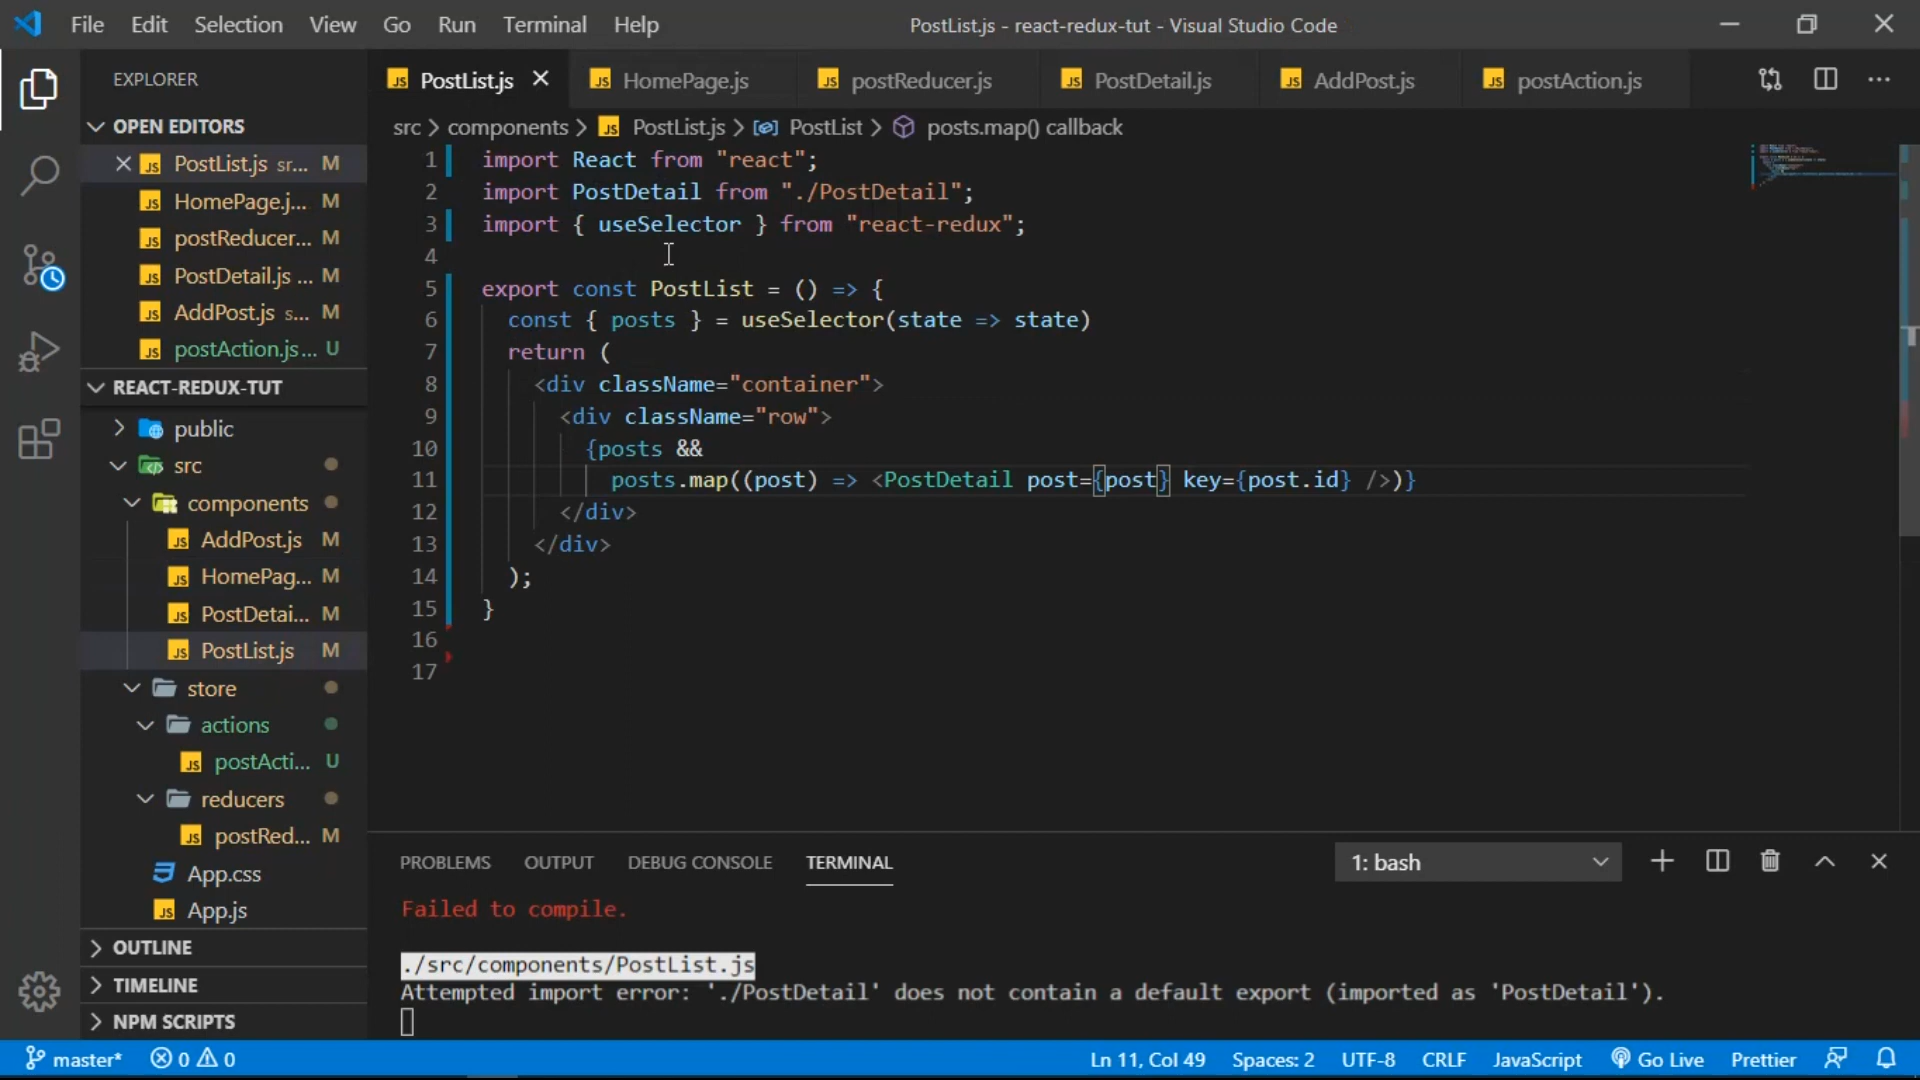 File Edit Selection View Go Run Terminal Help
PostList.js - react-redux-tut - Visual Studio Code
EXPLORER
OPEN EDITORS
PostList.js sr... M
HomePage.j... M
postReducer... M
PostDetail.js ... M
AddPost.js s... M
postAction.js... U
REACT-REDUX-TUT
public
src
components
AddPost.js M
HomePag... M
PostDetai... M
PostList.js M
store
actions
postActi... U
reducers
postRed... M
App.css
App.js
OUTLINE
TIMELINE
NPM SCRIPTS
PostList.js HomePage.js postReducer.js PostDetail.js AddPost.js postAction.js
src > components > PostList.js > PostList > posts.map() callback
1 import React from "react";
2 import PostDetail from "./PostDetail";
3 import { useSelector } from "react-redux";
4
5 export const PostList = () => {
6 const { posts } = useSelector(state => state)
7 return (
8 <div className="container">
9 <div className="row">
10 {posts &&
11 posts.map((post) => <PostDetail post={post} key={post.id} />)}
12 </div>
13 </div>
14 );
15 }
16
17
PROBLEMS OUTPUT DEBUG CONSOLE TERMINAL 1: bash
Failed to compile.
./src/components/PostList.js
Attempted import error: './PostDetail' does not contain a default export (imported as 'PostDetail').
master* 0 0 Ln 11, Col 49 Spaces: 2 UTF-8 CRLF JavaScript Go Live Prettier